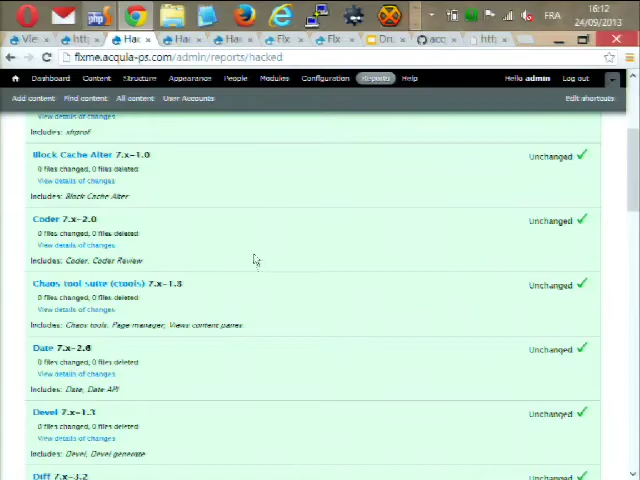 16:12
FRA
24/09/2013
flxme.acquia-ps.com/admin/reports/hacked
Dashboard Content Structure Appearance People Modules Configuration Reports Help Hello admin Log out
Add content Find content All content User Accounts Edit shortcuts
View details of changes
Includes: xhprof
Block Cache Alter 7.x-1.0 Unchanged
0 files changed, 0 files deleted
View details of changes
Includes: Block Cache Alter
Coder 7.x-2.0 Unchanged
0 files changed, 0 files deleted
View details of changes
Includes: Coder, Coder Review
Chaos tool suite (ctools) 7.x-1.3 Unchanged
0 files changed, 0 files deleted
View details of changes
Includes: Chaos tools, Page manager, Views content panes
Date 7.x-2.6 Unchanged
0 files changed, 0 files deleted
View details of changes
Includes: Date, Date API
Devel 7.x-1.3 Unchanged
0 files changed, 0 files deleted
View details of changes
Includes: Devel, Devel generate
Diff 7.x-3.2 Unchanged